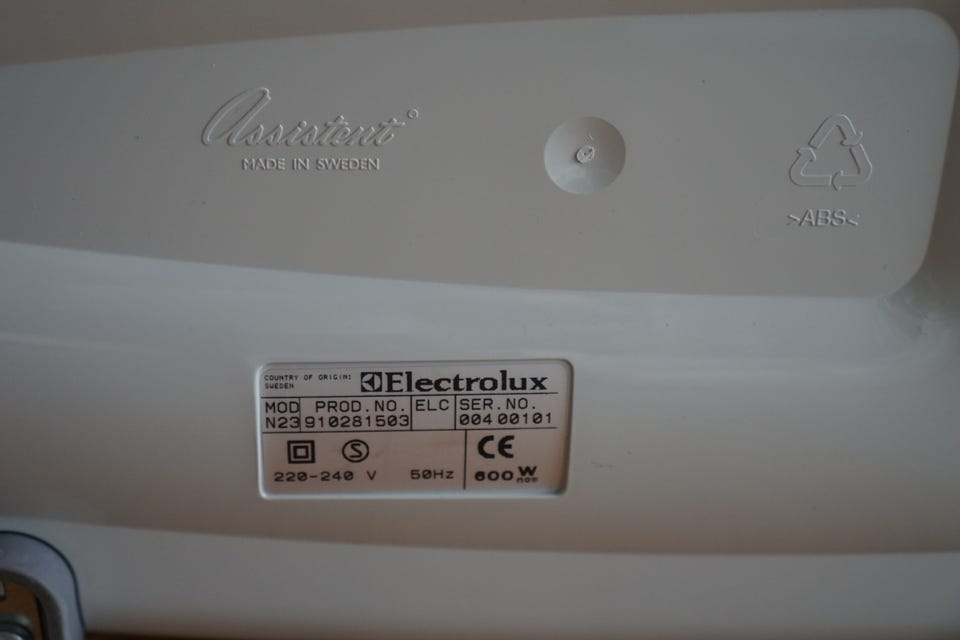 Assistent
MADE IN SWEDEN
>ABS<
COUNTRY OF ORIGIN:
SWEDEN
Electrolux
MOD PROD.NO. ELC SER.NO.
N23 910281503 00400101
S
CE
220-240 V 50Hz 600 W
nom